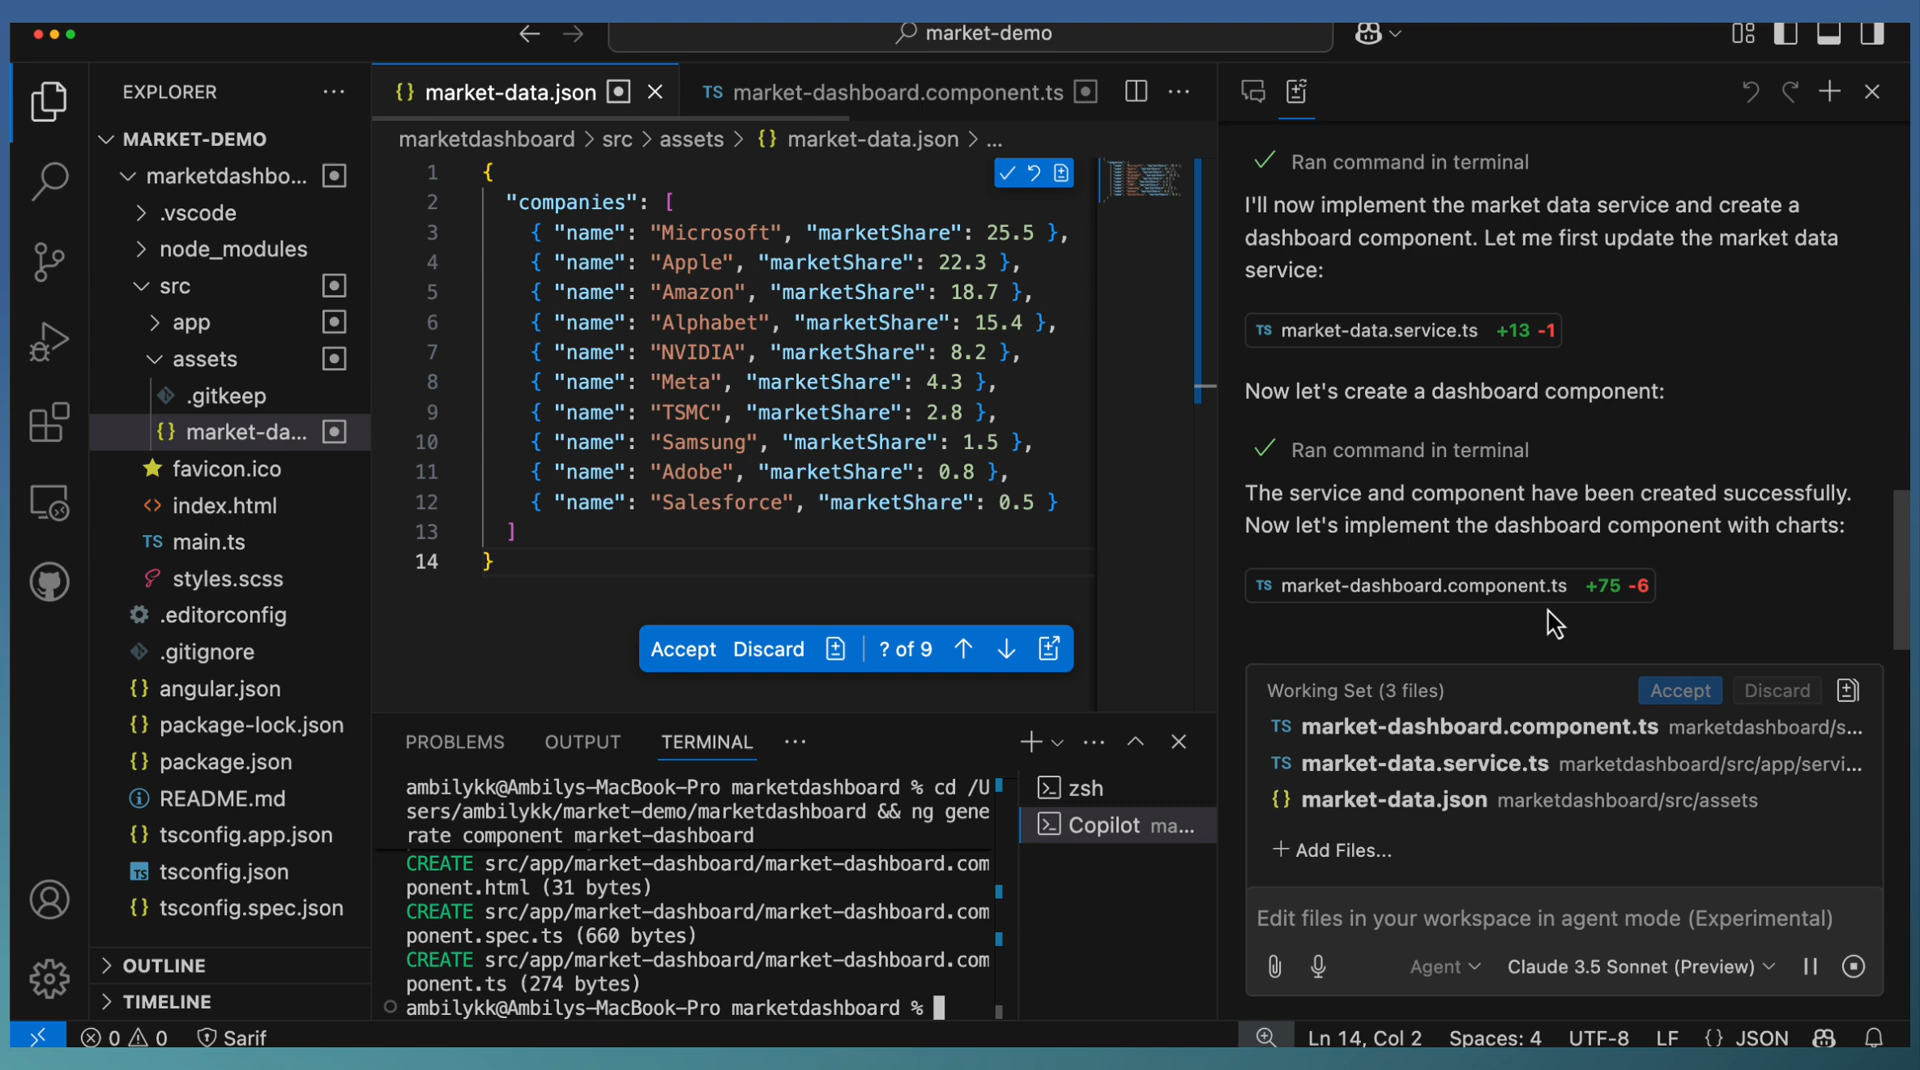 market-demo
EXPLORER
MARKET-DEMO
marketdashbo...
.vscode
node_modules
src
app
assets
.gitkeep
{} market-da...
favicon.ico
<> index.html
TS main.ts
styles.scss
.editorconfig
.gitignore
{} angular.json
{} package-lock.json
{} package.json
README.md
{} tsconfig.app.json
TS tsconfig.json
{} tsconfig.spec.json
OUTLINE
TIMELINE
{} market-data.json
TS market-dashboard.component.ts
marketdashboard > src > assets > {} market-data.json > ...
1 {
2 "companies": [
3 { "name": "Microsoft", "marketShare": 25.5 },
4 { "name": "Apple", "marketShare": 22.3 },
5 { "name": "Amazon", "marketShare": 18.7 },
6 { "name": "Alphabet", "marketShare": 15.4 },
7 { "name": "NVIDIA", "marketShare": 8.2 },
8 { "name": "Meta", "marketShare": 4.3 },
9 { "name": "TSMC", "marketShare": 2.8 },
10 { "name": "Samsung", "marketShare": 1.5 },
11 { "name": "Adobe", "marketShare": 0.8 },
12 { "name": "Salesforce", "marketShare": 0.5 }
13 ]
14 }
Accept Discard ? of 9
PROBLEMS OUTPUT TERMINAL ...
ambilykk@Ambilys-MacBook-Pro marketdashboard % cd /U
sers/ambilykk/market-demo/marketdashboard && ng gene
rate component market-dashboard
CREATE src/app/market-dashboard/market-dashboard.com
ponent.html (31 bytes)
CREATE src/app/market-dashboard/market-dashboard.com
ponent.spec.ts (660 bytes)
CREATE src/app/market-dashboard/market-dashboard.com
ponent.ts (274 bytes)
ambilykk@Ambilys-MacBook-Pro marketdashboard %
zsh
Copilot ma...
Ran command in terminal
I'll now implement the market data service and create a
dashboard component. Let me first update the market data
service:
TS market-data.service.ts +13 -1
Now let's create a dashboard component:
Ran command in terminal
The service and component have been created successfully.
Now let's implement the dashboard component with charts:
TS market-dashboard.component.ts +75 -6
Working Set (3 files) Accept Discard
TS market-dashboard.component.ts marketdashboard/s...
TS market-data.service.ts marketdashboard/src/app/servi...
{} market-data.json marketdashboard/src/assets
+ Add Files...
Edit files in your workspace in agent mode (Experimental)
Agent Claude 3.5 Sonnet (Preview)
0 0 Sarif
Ln 14, Col 2 Spaces: 4 UTF-8 LF {} JSON